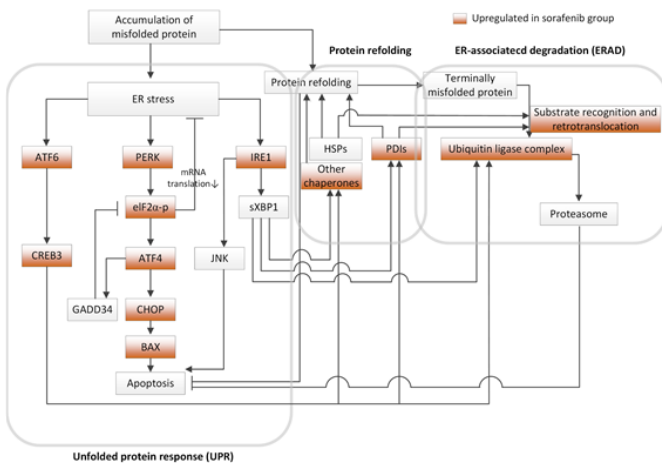 Accumulation of
misfolded protein
Upregulated in sorafenib group
Protein refolding
ER-associatecd degradation (ERAD)
Protein refolding
Terminally
misfolded protein
ER stress
Substrate recognition and
retrotranslocation
HSPs
PDIs
Ubiquitin ligase complex
ATF6
PERK
IRE1
mRNA
translation↓
Other
chaperones
eIF2α-p
sXBP1
Proteasome
CREB3
ATF4
JNK
GADD34
CHOP
BAX
Apoptosis
Unfolded protein response (UPR)